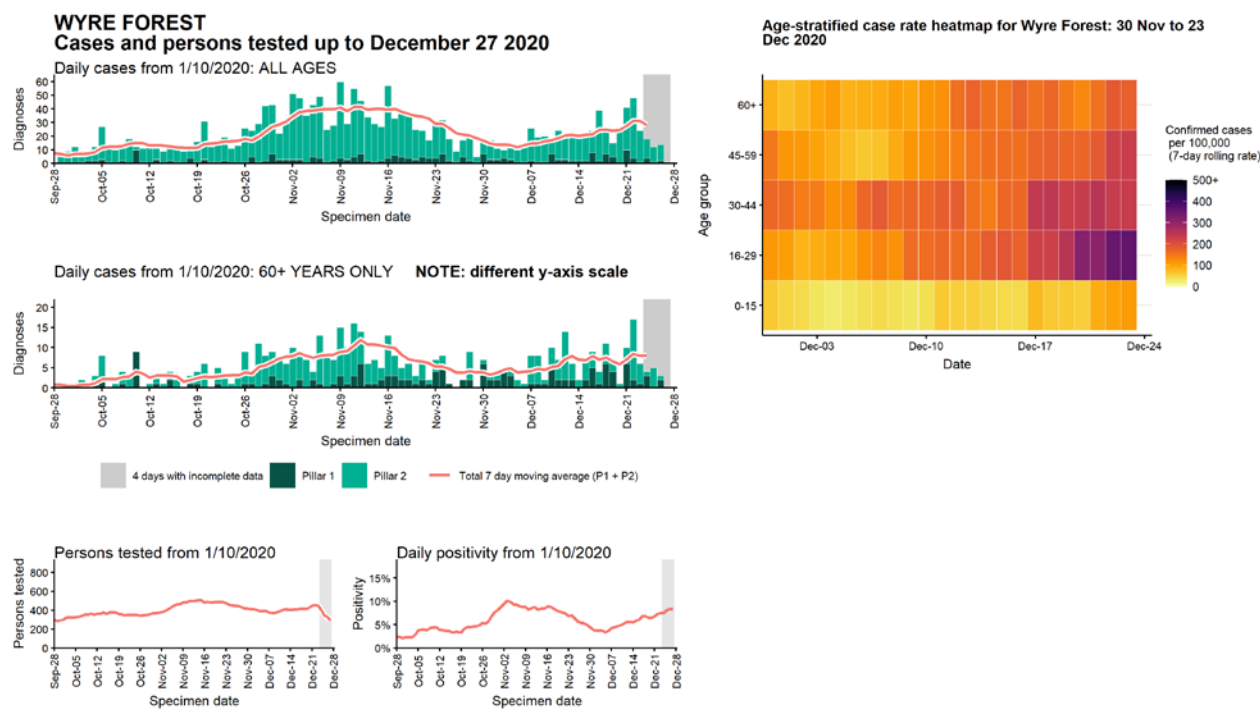 WYRE FOREST
Cases and persons tested up to December 27 2020
Daily cases from 1/10/2020: ALL AGES
Diagnoses
60
50
40
30
20
10
0
Sep-28
Oct-05
Oct-12
Oct-19
Oct-26
Nov-02
Nov-09
Nov-16
Nov-23
Nov-30
Dec-07
Dec-14
Dec-21
Dec-28
Specimen date
Daily cases from 1/10/2020: 60+ YEARS ONLY NOTE: different y-axis scale
Diagnoses
20
15
10
5
0
Sep-28
Oct-05
Oct-12
Oct-19
Oct-26
Nov-02
Nov-09
Nov-16
Nov-23
Nov-30
Dec-07
Dec-14
Dec-21
Dec-28
Specimen date
4 days with incomplete data
Pillar 1
Pillar 2
Total 7 day moving average (P1 + P2)
Persons tested from 1/10/2020
Persons tested
800
600
400
200
0
Sep-28
Oct-05
Oct-12
Oct-19
Oct-26
Nov-02
Nov-09
Nov-16
Nov-23
Nov-30
Dec-07
Dec-14
Dec-21
Dec-28
Specimen date
Daily positivity from 1/10/2020
Positivity
15%
10%
5%
0%
Sep-28
Oct-05
Oct-12
Oct-19
Oct-26
Nov-02
Nov-09
Nov-16
Nov-23
Nov-30
Dec-07
Dec-14
Dec-21
Dec-28
Specimen date
Age-stratified case rate heatmap for Wyre Forest: 30 Nov to 23
Dec 2020
Age group
60+
45-59
30-44
16-29
0-15
Dec-03
Dec-10
Dec-17
Dec-24
Date
Confirmed cases
per 100,000
(7-day rolling rate)
500+
400
300
200
100
0